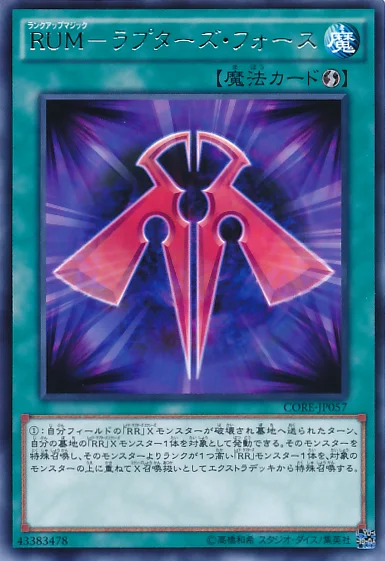 ランクアップマジック
RUM－ラプターズ・フォース
魔
【魔法カード】
CORE-JP057
①：自分フィールドの「RR」Xモンスターが破壊され墓地へ送られたターン、
自分の墓地の「RR」Xモンスター1体を対象として発動できる。そのモンスターを
特殊召喚し、そのモンスターよりランクが1つ高い「RR」モンスター1体を、対象の
モンスターの上に重ねてX召喚扱いとしてエクストラデッキから特殊召喚する。
43383478
©高橋和希 スタジオ・ダイス/集英社